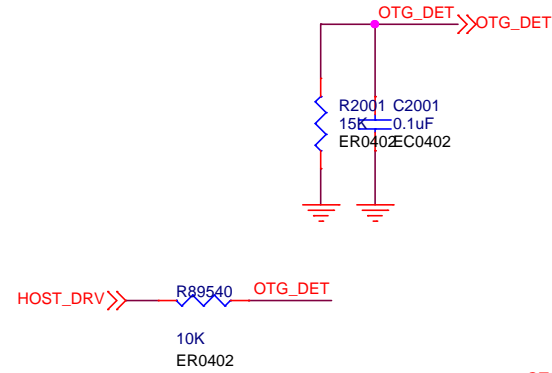 OTG_DET
OTG_DET
R2001 C2001
15K 0.1uF
ER0402 EC0402
HOST_DRV
R89540
OTG_DET
10K
ER0402